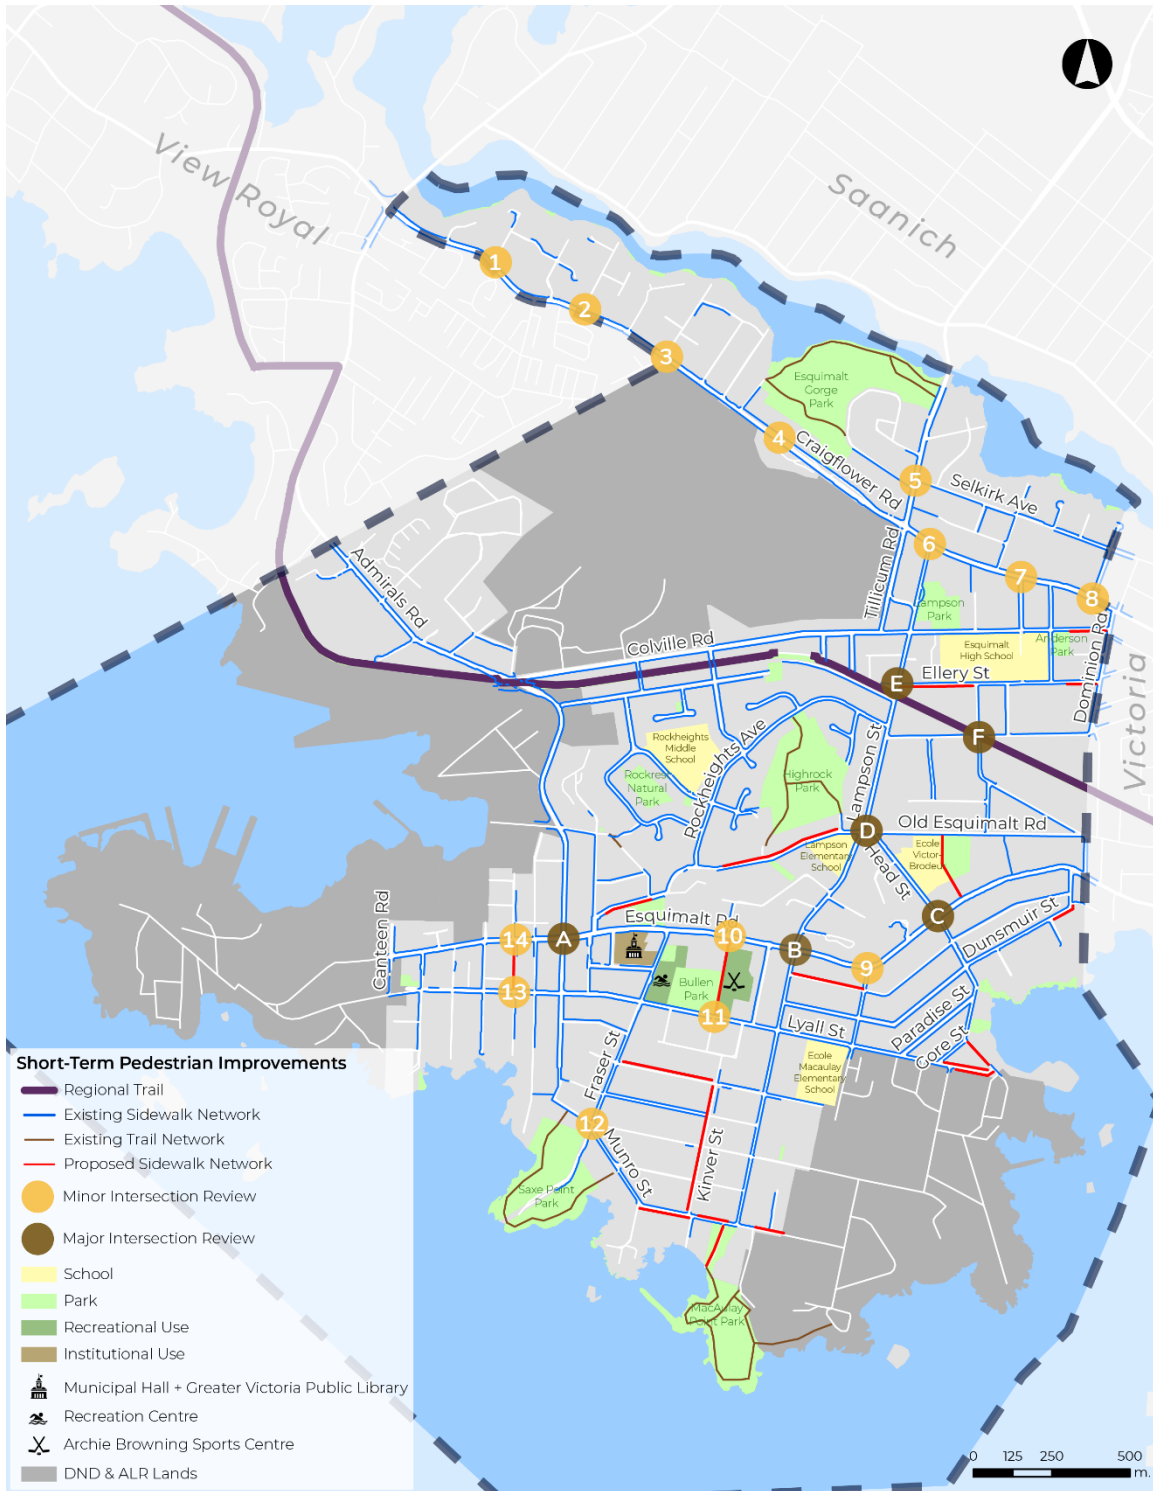 View Royal
Saanich
1
2
3
Esquimalt
Gorge
Park
4
Craigflower Rd
5
Selkirk Ave
6
Tillicum Rd
7
8
Admirals Rd
Lampson
Park
Colville Rd
Esquimalt
High School
Anderson
Park
Dominion Rd
Victoria
E
Ellery St
F
Rockheights
Middle
School
Rockheights Ave
Rockrest
Natural
Park
Highrock
Park
Lampson St
D
Old Esquimalt Rd
Lampson
Elementary
School
Head St
Ecole
Victor-
Brodeur
Canteen Rd
Esquimalt Rd
C
14
A
10
B
9
Dunsmuir St
13
Bullen
Park
11
Lyall St
Paradise St
Gore St
Fraser St
Ecole
Macaulay
Elementary
School
12
Munro St
Kinver St
Saxe Point
Park
MacAulay
Point Park
Short-Term Pedestrian Improvements
Regional Trail
Existing Sidewalk Network
Existing Trail Network
Proposed Sidewalk Network
Minor Intersection Review
Major Intersection Review
School
Park
Recreational Use
Institutional Use
Municipal Hall + Greater Victoria Public Library
Recreation Centre
Archie Browning Sports Centre
DND & ALR Lands
0 125 250 500
m.